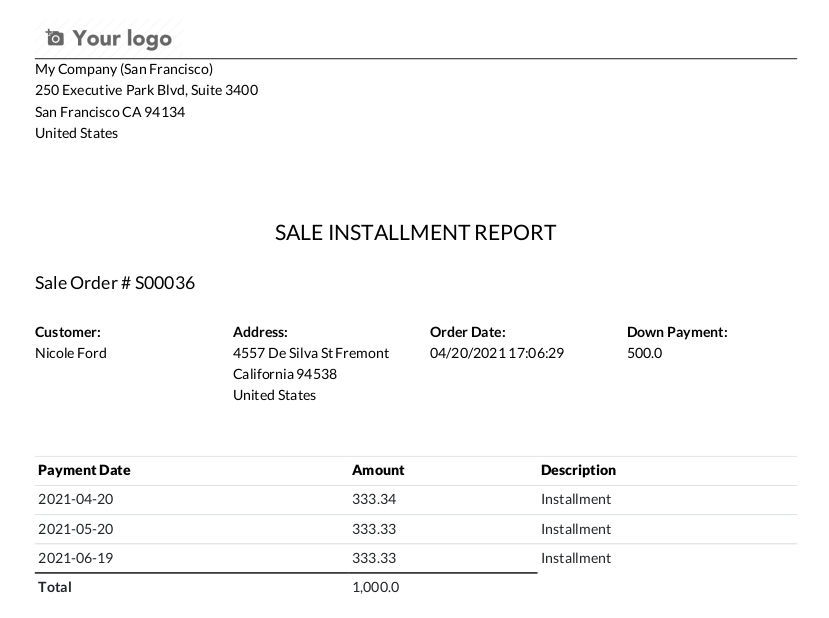 Your logo
My Company (San Francisco)
250 Executive Park Blvd, Suite 3400
San Francisco CA 94134
United States
SALE INSTALLMENT REPORT
Sale Order # S00036
Customer: Address: Order Date: Down Payment:
Nicole Ford 4557 De Silva St Fremont 04/20/2021 17:06:29 500.0
California 94538
United States
Payment Date Amount Description
2021-04-20 333.34 Installment
2021-05-20 333.33 Installment
2021-06-19 333.33 Installment
Total 1,000.0